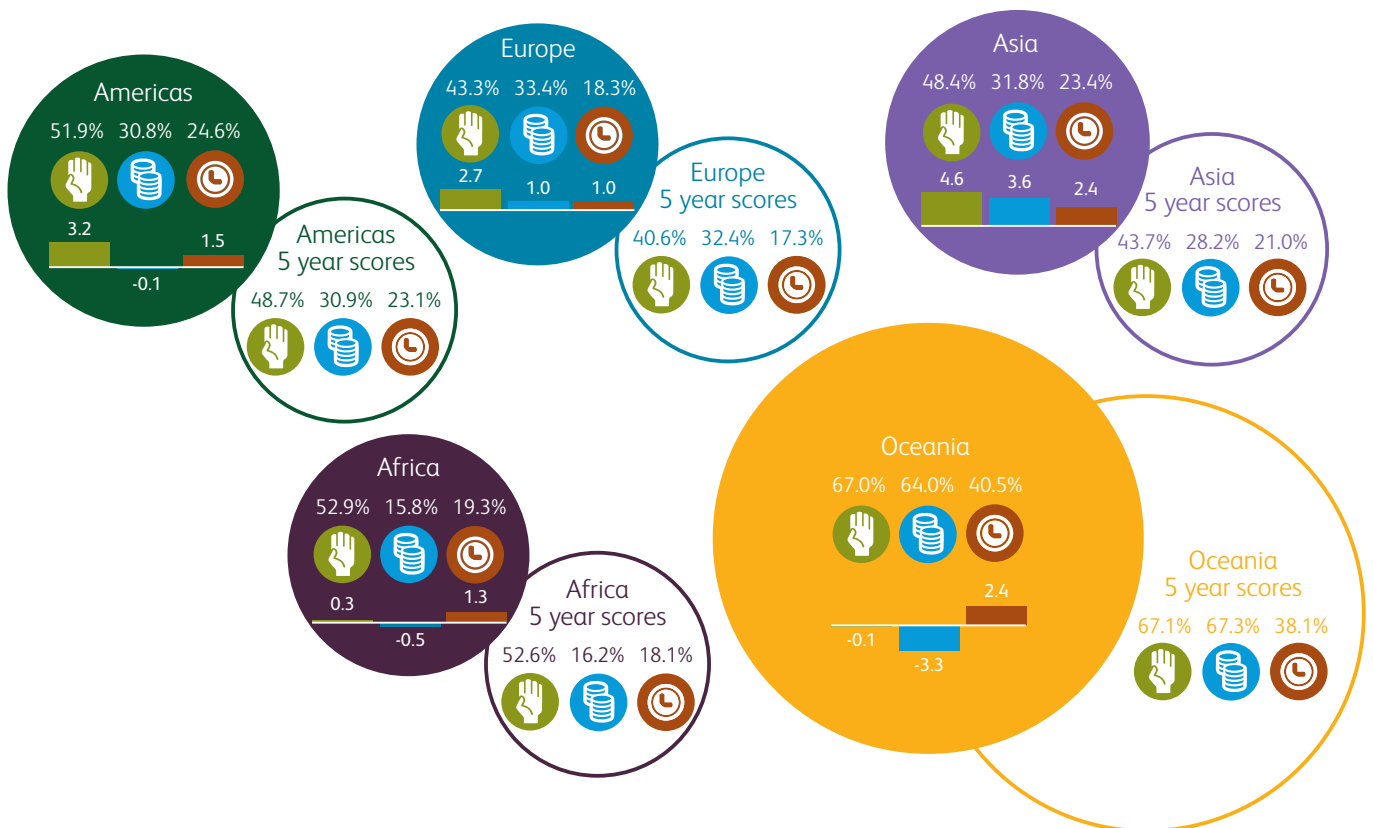 Americas
51.9% 30.8% 24.6%
3.2
-0.1
1.5
Americas
5 year scores
48.7% 30.9% 23.1%
Europe
43.3% 33.4% 18.3%
2.7
1.0
1.0
Europe
5 year scores
40.6% 32.4% 17.3%
Asia
48.4% 31.8% 23.4%
4.6
3.6
2.4
Asia
5 year scores
43.7% 28.2% 21.0%
Africa
52.9% 15.8% 19.3%
0.3
-0.5
1.3
Africa
5 year scores
52.6% 16.2% 18.1%
Oceania
67.0% 64.0% 40.5%
-0.1
-3.3
2.4
Oceania
5 year scores
67.1% 67.3% 38.1%